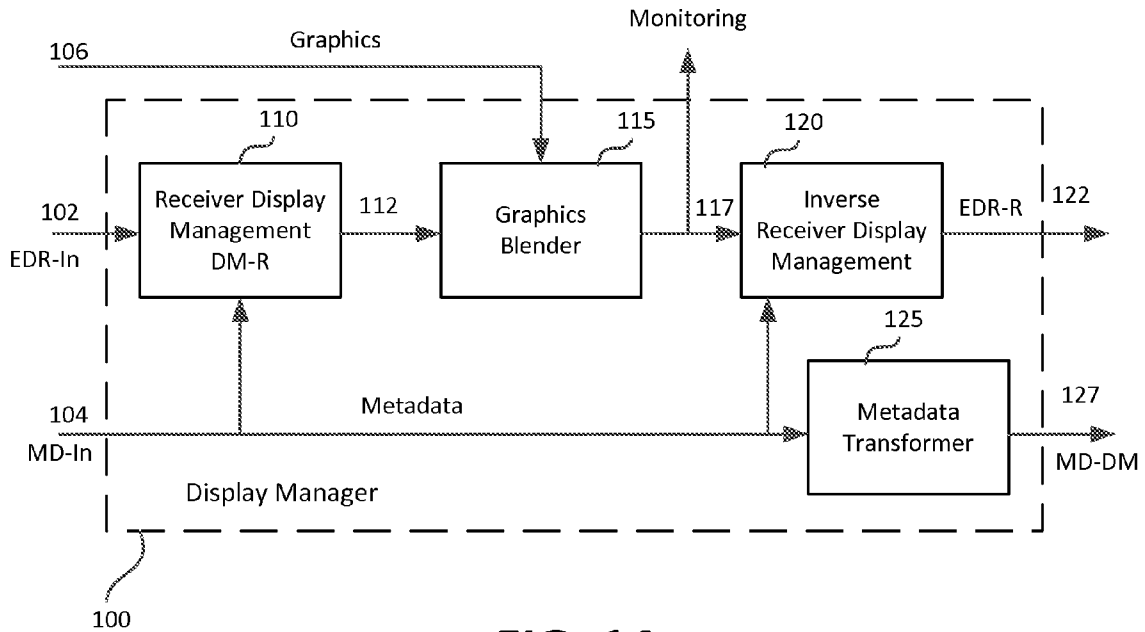 Monitoring
Graphics
106
110
115
120
102
EDR-In
Receiver Display
Management
DM-R
112
Graphics
Blender
117
Inverse
Receiver Display
Management
EDR-R
122
125
104
MD-In
Metadata
Metadata
Transformer
127
MD-DM
Display Manager
100